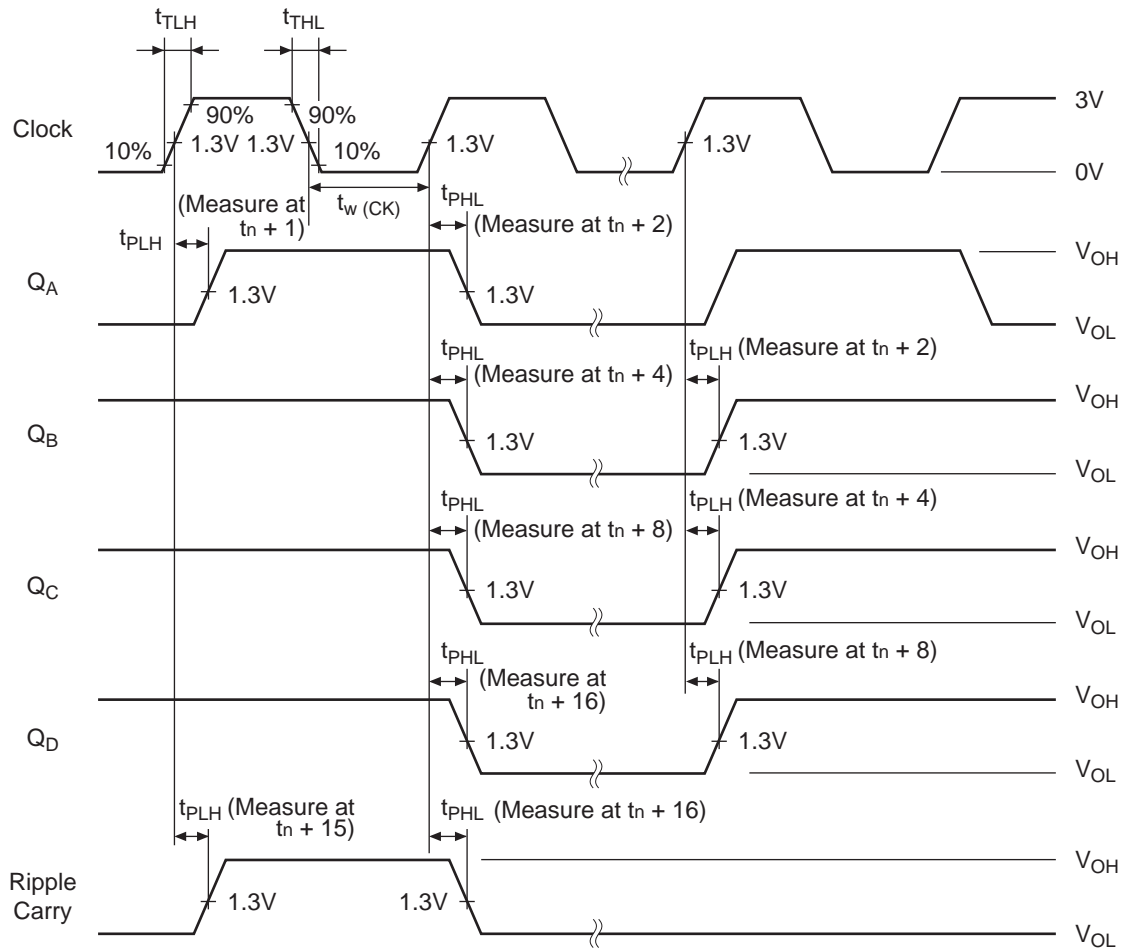 tTLH tTHL
Clock 10% 90% 1.3V 1.3V 90% 10% 1.3V 1.3V 3V
0V
tw (CK)
(Measure at
tn + 1)
tPLH
tPHL
(Measure at tn + 2)
QA 1.3V 1.3V VOH
VOL
tPHL
(Measure at tn + 4)
tPLH (Measure at tn + 2)
QB 1.3V 1.3V VOH
VOL
tPHL
(Measure at tn + 8)
tPLH (Measure at tn + 4)
QC 1.3V 1.3V VOH
VOL
tPHL
(Measure at
tn + 16)
tPLH (Measure at tn + 8)
QD 1.3V 1.3V VOH
VOL
tPLH (Measure at
tn + 15)
tPHL (Measure at tn + 16)
Ripple
Carry
1.3V 1.3V VOH
VOL